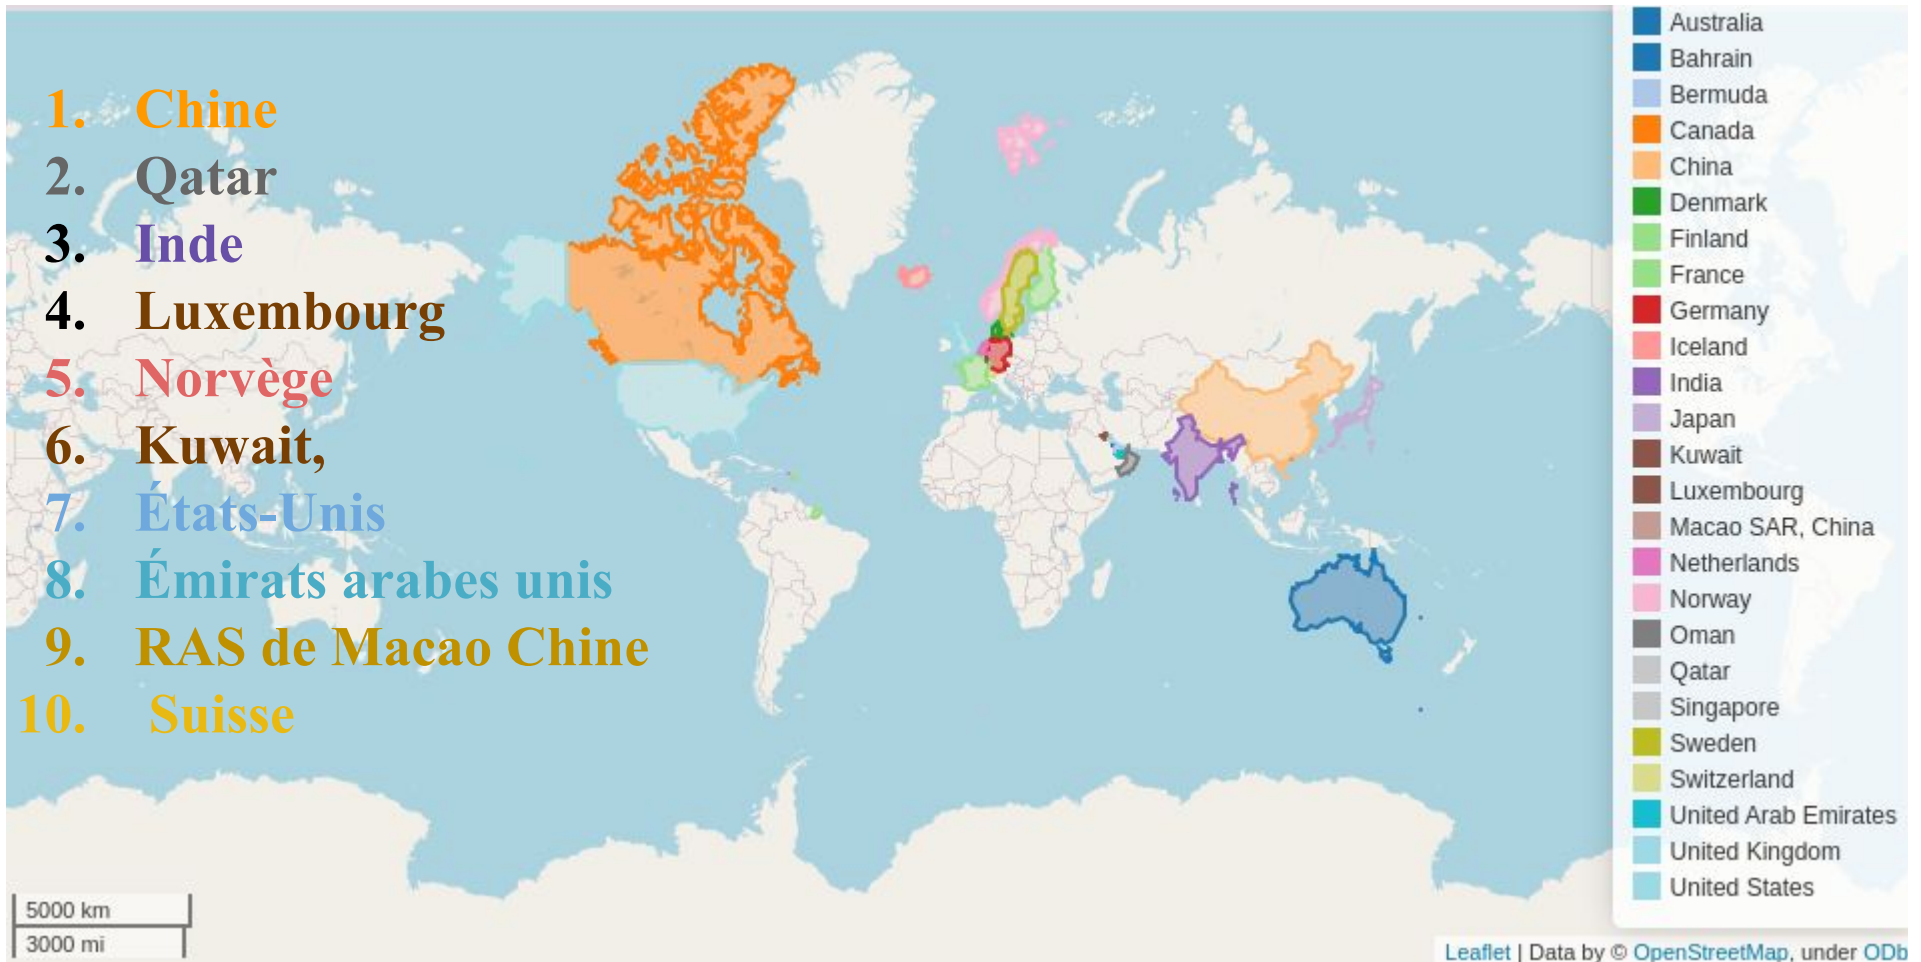 1. Chine
2. Qatar
3. Inde
4. Luxembourg
5. Norvège
6. Kuwait,
7. États-Unis
8. Émirats arabes unis
9. RAS de Macao Chine
10. Suisse
Australia
Bahrain
Bermuda
Canada
China
Denmark
Finland
France
Germany
Iceland
India
Japan
Kuwait
Luxembourg
Macao SAR, China
Netherlands
Norway
Oman
Qatar
Singapore
Sweden
Switzerland
United Arab Emirates
United Kingdom
United States
5000 km
3000 mi
Leaflet | Data by © OpenStreetMap, under ODb